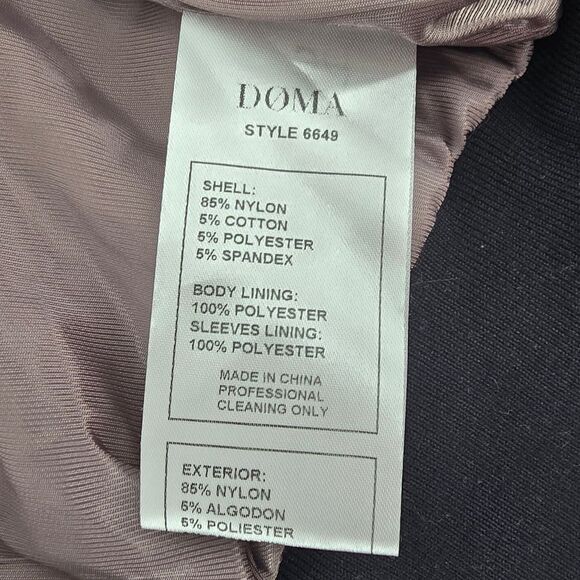 DØMA
STYLE 6649
SHELL:
85% NYLON
5% COTTON
5% POLYESTER
5% SPANDEX
BODY LINING:
100% POLYESTER
SLEEVES LINING:
100% POLYESTER
MADE IN CHINA
PROFESSIONAL
CLEANING ONLY
EXTERIOR:
85% NYLON
5% ALGODON
5% POLIESTER